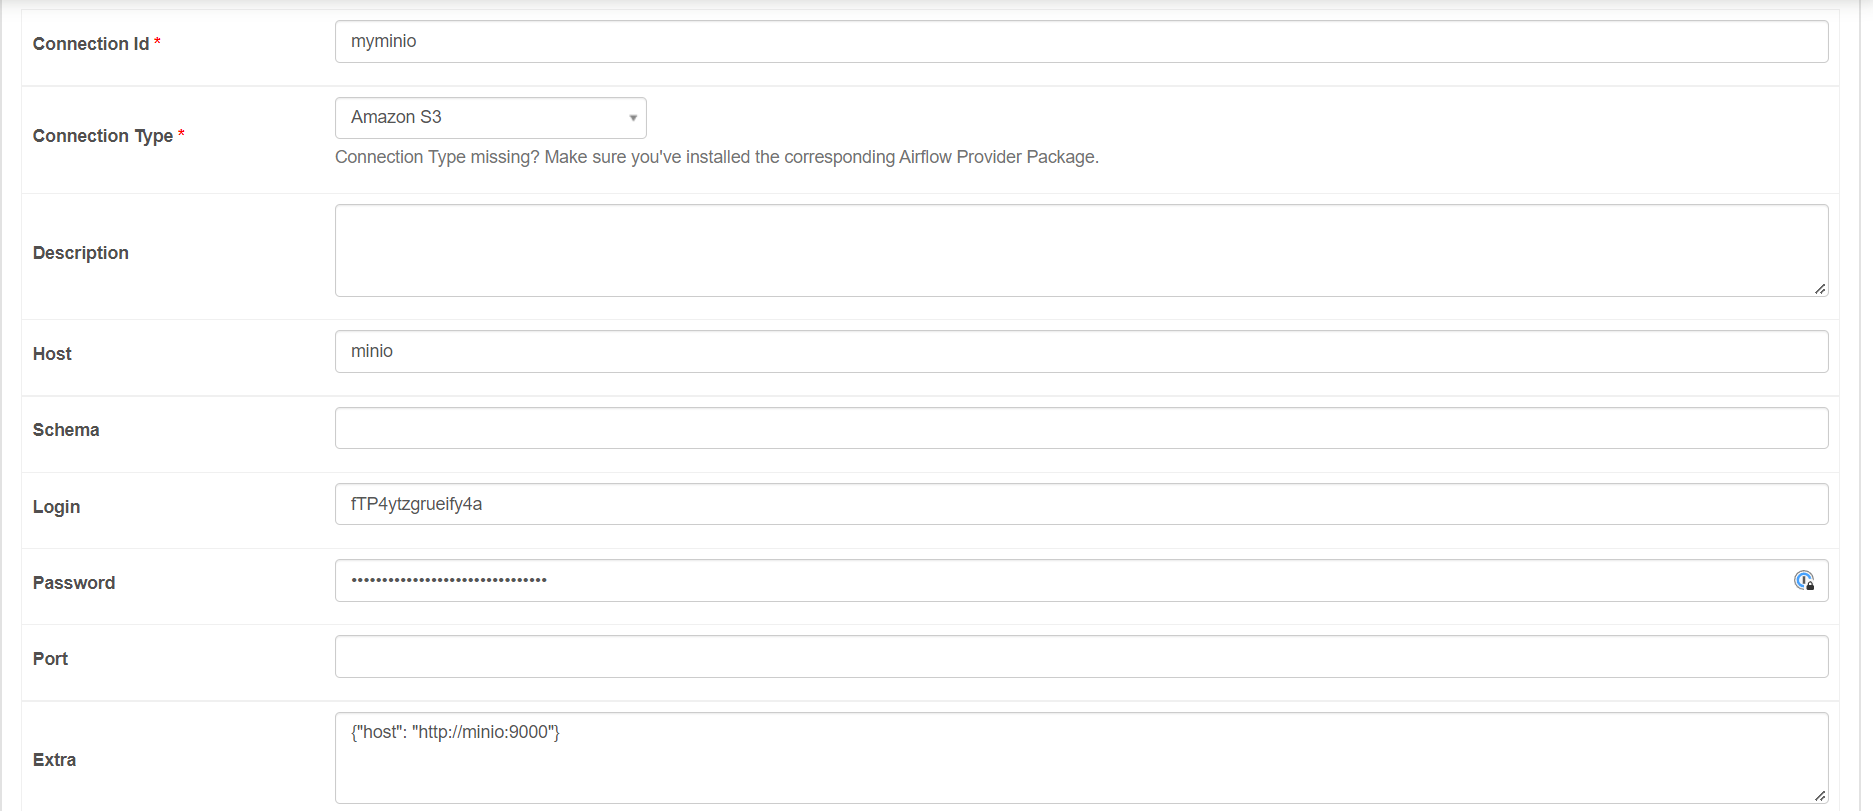 Connection Id *
myminio
Connection Type *
Amazon S3
Connection Type missing? Make sure you've installed the corresponding Airflow Provider Package.
Description
Host
minio
Schema
Login
fTP4ytzgrueify4a
Password
••••••••••••••••••••••••••••••••
Port
Extra
{"host": "http://minio:9000"}